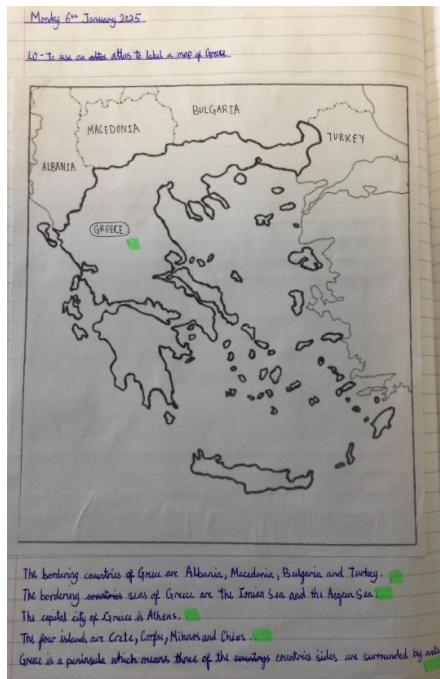 Monday 6th January 2025
LO - To use an atlas to label a map of Greece
BULGARIA
MACEDONIA
TURKEY
ALBANIA
GREECE
The bordering countries of Greece are Albania, Macedonia, Bulgaria and Turkey.
The bordering countries seas of Greece are the Ionian Sea and the Aegean Sea.
The capital city of Greece is Athens.
The four islands are Crete, Corfu, Miknos and Chios.
Greece is a peninsula which means three of the countrys countries sides are surrounded by